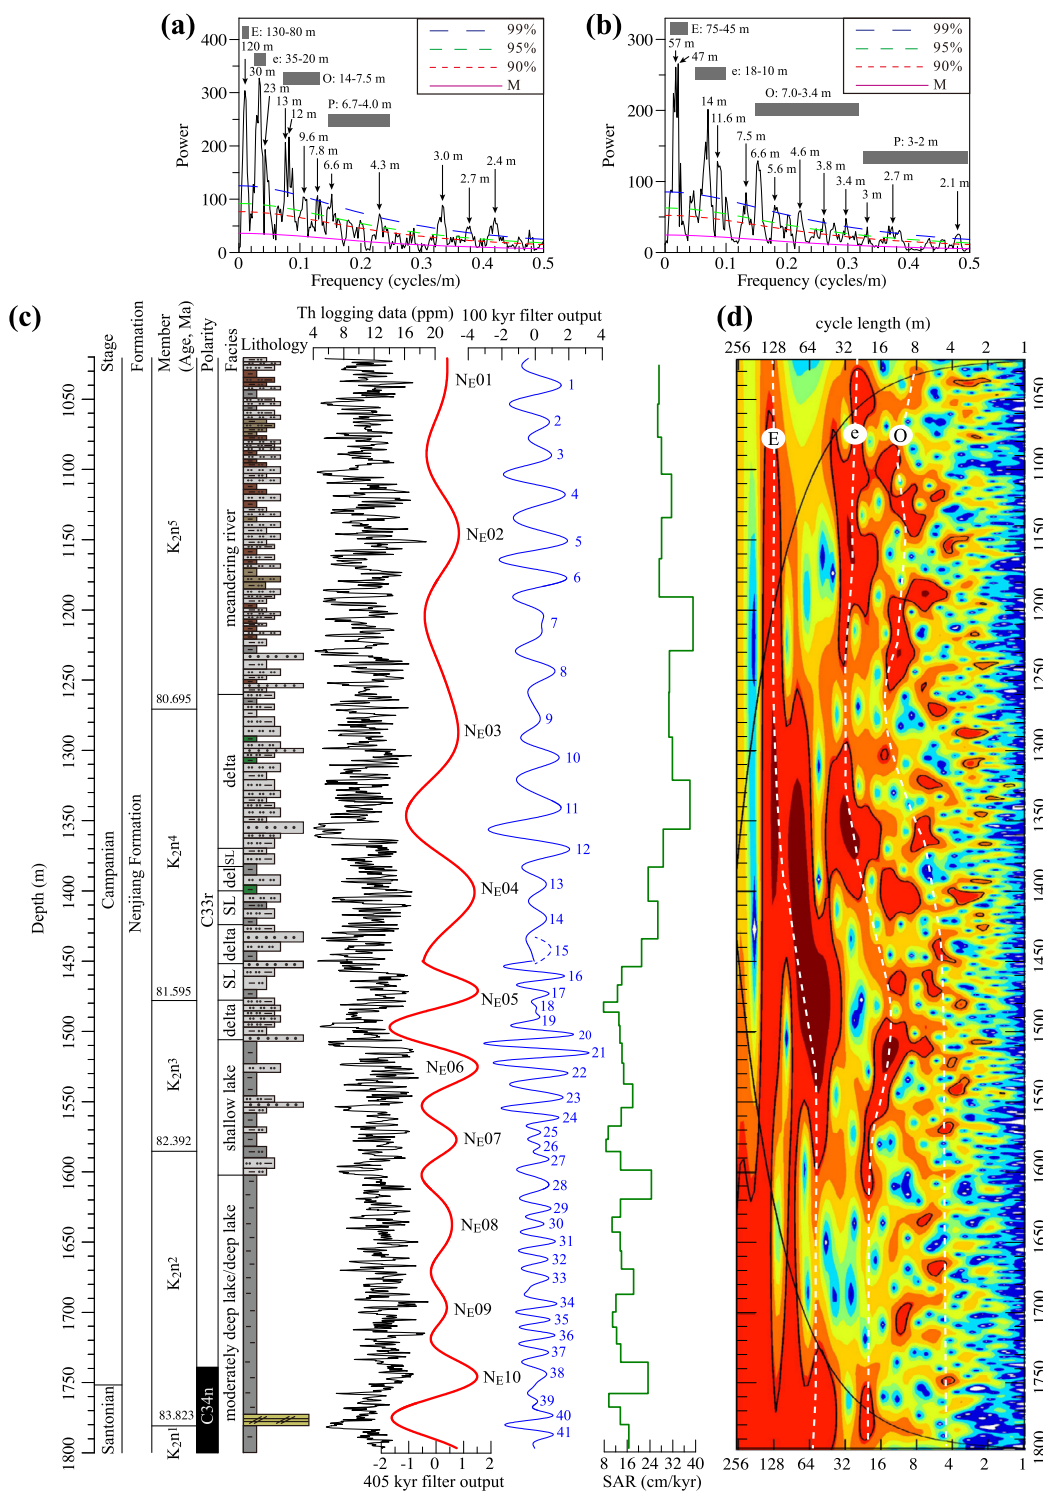 (a)
E: 130-80 m
120 m
e: 35-20 m
30 m
23 m
O: 14-7.5 m
13 m
12 m
P: 6.7-4.0 m
9.6 m
7.8 m
6.6 m
4.3 m
3.0 m
2.7 m
2.4 m
99%
95%
90%
M
400
300
200
100
0
Power
0 0.1 0.2 0.3 0.4 0.5
Frequency (cycles/m)
(b)
E: 75-45 m
57 m
47 m
e: 18-10 m
O: 7.0-3.4 m
14 m
11.6 m
P: 3-2 m
7.5 m
6.6 m
5.6 m
4.6 m
3.8 m
3.4 m
3 m
2.7 m
2.1 m
99%
95%
90%
M
300
200
100
0
Power
0 0.1 0.2 0.3 0.4 0.5
Frequency (cycles/m)
(c)
Stage
Formation
Member
(Age, Ma)
Polarity
Facies
Lithology
Th logging data (ppm)
4 8 12 16 20
100 kyr filter output
-4 -2 0 2 4
Depth (m)
1050
1100
1150
1200
1250
1300
1350
1400
1450
1500
1550
1600
1650
1700
1750
1800
Campanian
Santonian
Nenjiang Formation
K2n5
80.695
K2n4
81.595
K2n3
82.392
K2n2
83.823
K2n1
C33r
C34n
meandering river
delta
SL
delta
SL
delta
SL
delta
shallow lake
moderately deep lake/deep lake
NE01
NE02
NE03
NE04
NE05
NE06
NE07
NE08
NE09
NE10
1
2
3
4
5
6
7
8
9
10
11
12
13
14
15
16
17
18
19
20
21
22
23
24
25
26
27
28
29
30
31
32
33
34
35
36
37
38
39
40
41
-2 0 2
405 kyr filter output
8 16 24 32 40
SAR (cm/kyr)
(d)
cycle length (m)
256 128 64 32 16 8 4 2 1
E
e
O
1050
1100
1150
1200
1250
1300
1350
1400
1450
1500
1550
1600
1650
1700
1750
1800
256 128 64 32 16 8 4 2 1